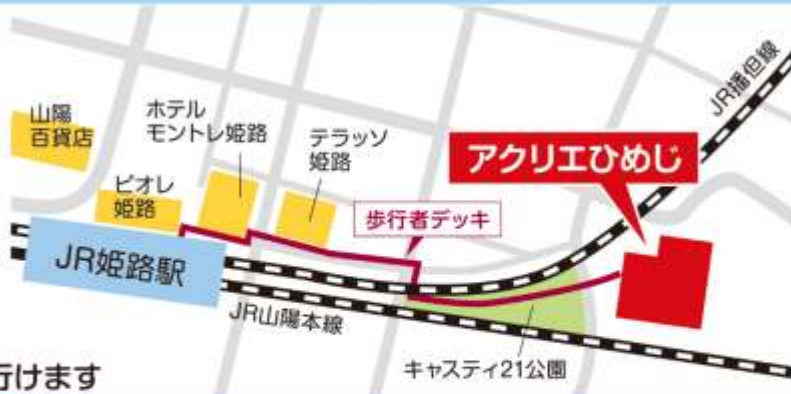 山陽
百貨店
ホテル
モントレ姫路
テラッソ
姫路
ピオレ
姫路
JR播但線
アクリエひめじ
歩行者デッキ
JR姫路駅
JR山陽本線
キャスティ21公園
行けます